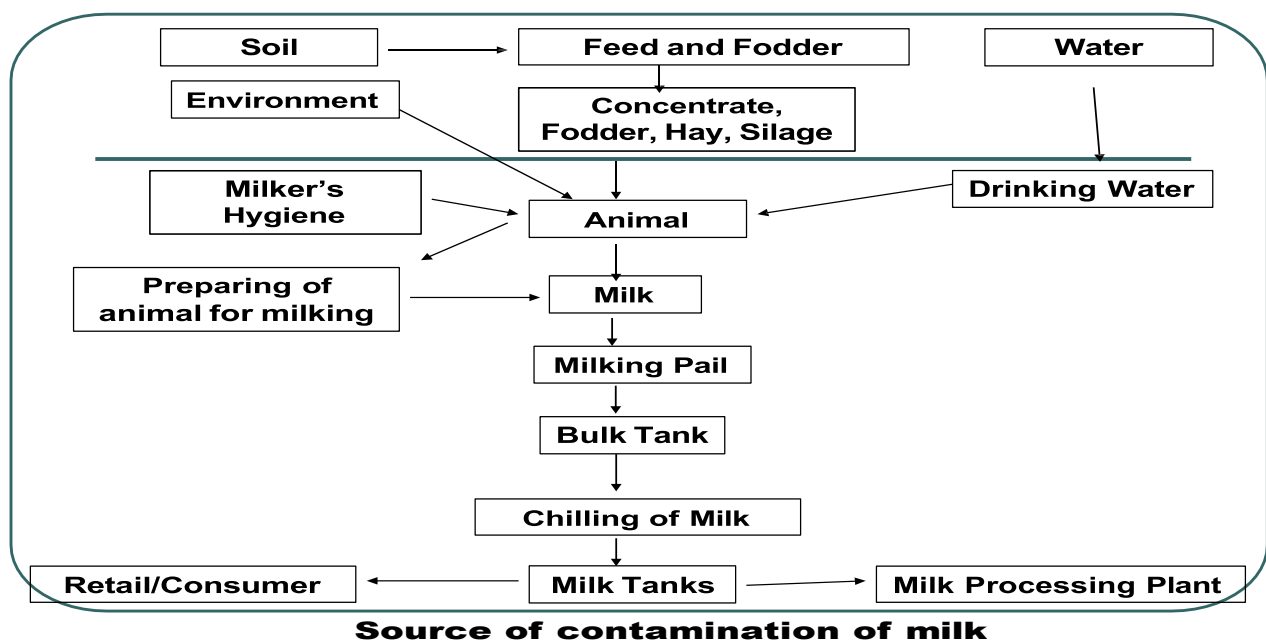 Soil
Feed and Fodder
Water
Environment
Concentrate,
Fodder, Hay, Silage
Milker’s
Hygiene
Drinking Water
Animal
Preparing of
animal for milking
Milk
Milking Pail
Bulk Tank
Chilling of Milk
Retail/Consumer
Milk Tanks
Milk Processing Plant
Source of contamination of milk